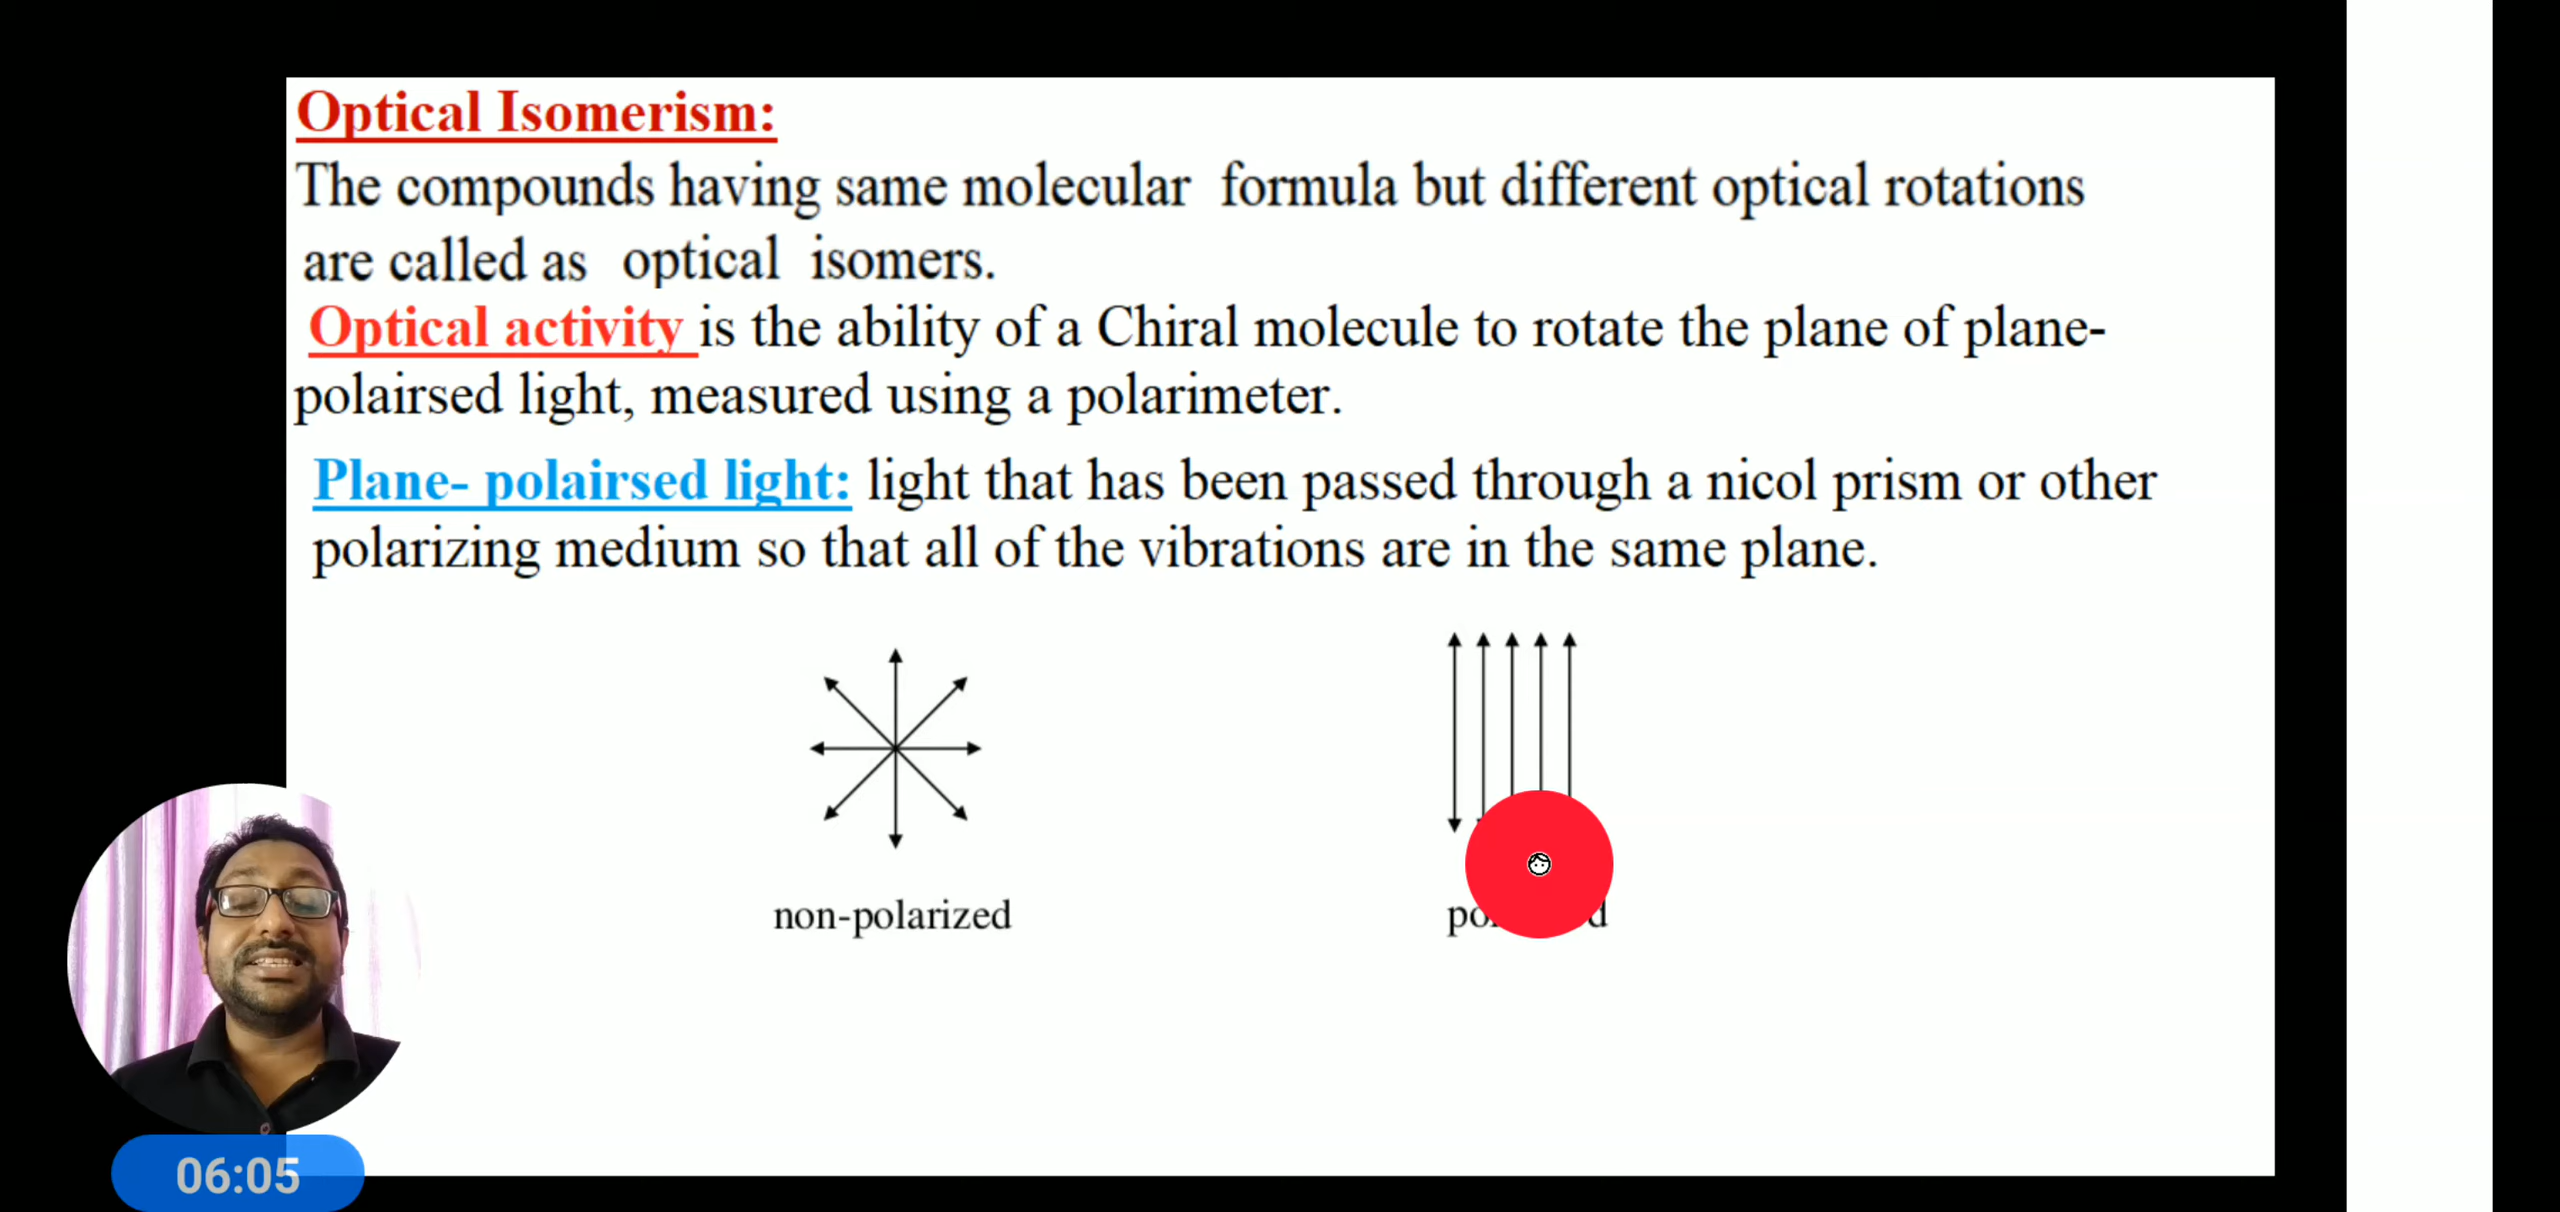 Optical Isomerism:
The compounds having same molecular formula but different optical rotations
are called as optical isomers.
Optical activity is the ability of a Chiral molecule to rotate the plane of plane-
polairsed light, measured using a polarimeter.
Plane- polairsed light: light that has been passed through a nicol prism or other
polarizing medium so that all of the vibrations are in the same plane.
non-polarized
06:05